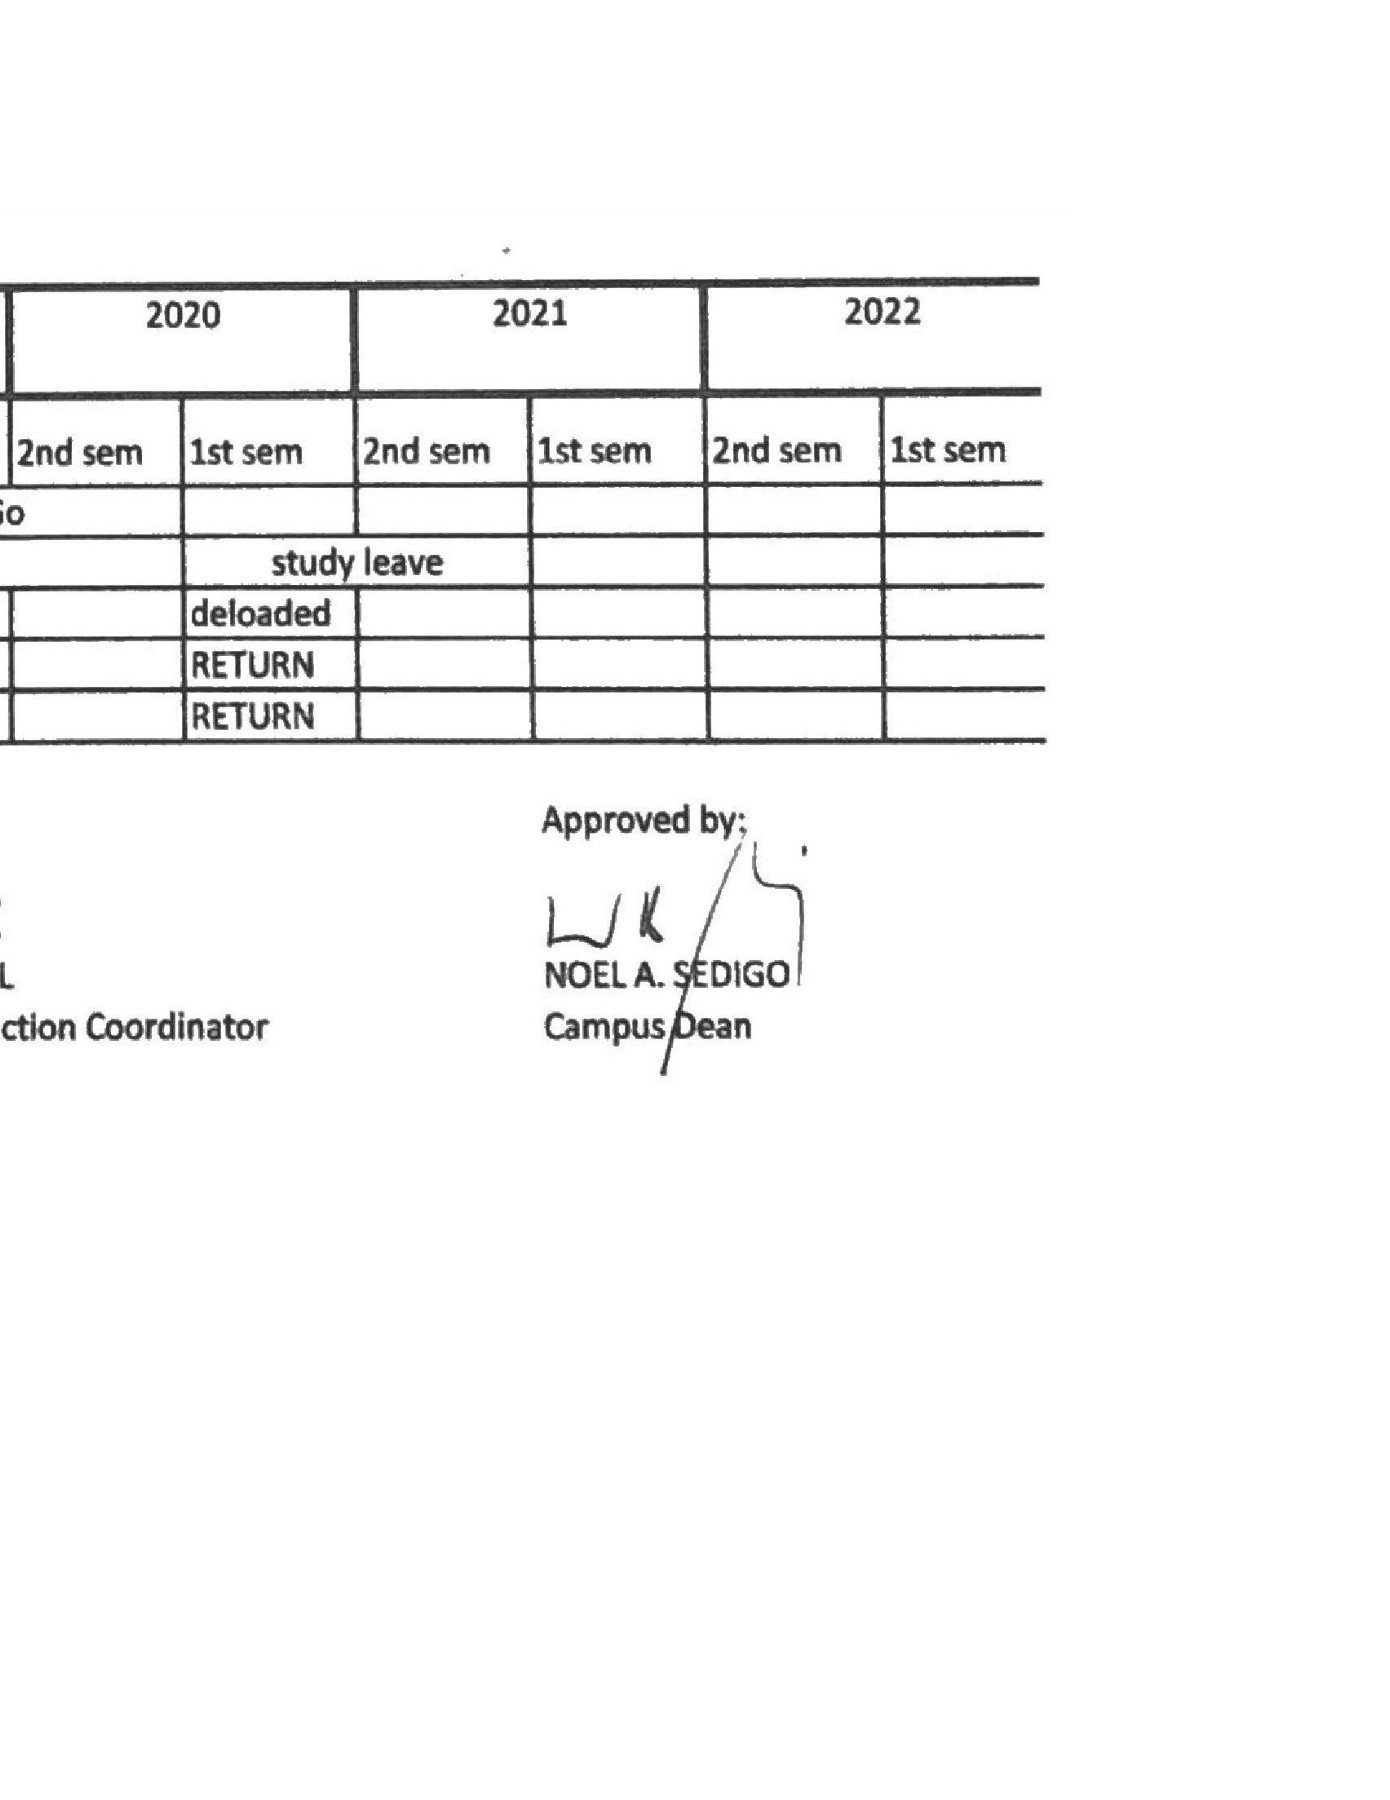 2020 2021 2022
2nd sem 1st sem 2nd sem 1st sem 2nd sem 1st sem
study leave
deloaded
RETURN
RETURN
Approved by:
L
NOEL A. SEDIGO
ction Coordinator Campus Dean